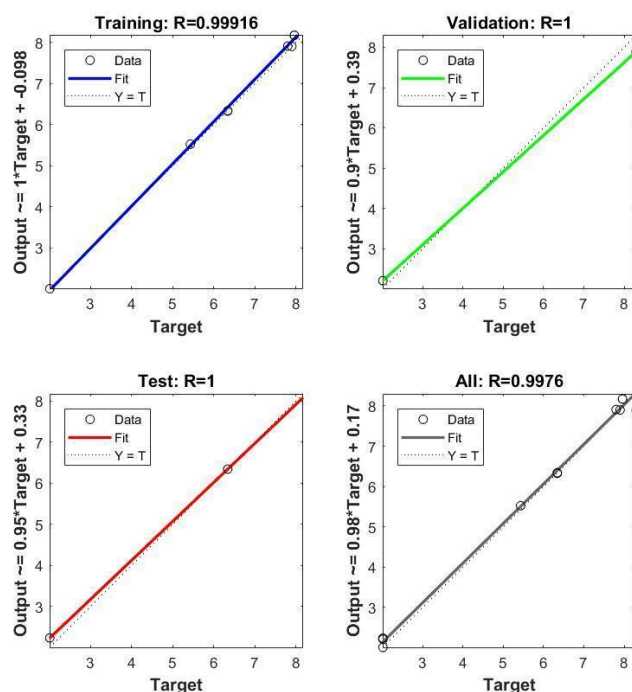 Training: R=0.99916
Output ~= 1*Target + -0.098
8
7
6
5
4
3
Data
Fit
Y = T
3 4 5 6 7 8
Target
Validation: R=1
Output ~= 0.9*Target + 0.39
8
7
6
5
4
3
Data
Fit
Y = T
3 4 5 6 7 8
Target
Test: R=1
Output ~= 0.95*Target + 0.33
8
7
6
5
4
3
Data
Fit
Y = T
3 4 5 6 7 8
Target
All: R=0.9976
Output ~= 0.98*Target + 0.17
8
7
6
5
4
3
Data
Fit
Y = T
3 4 5 6 7 8
Target